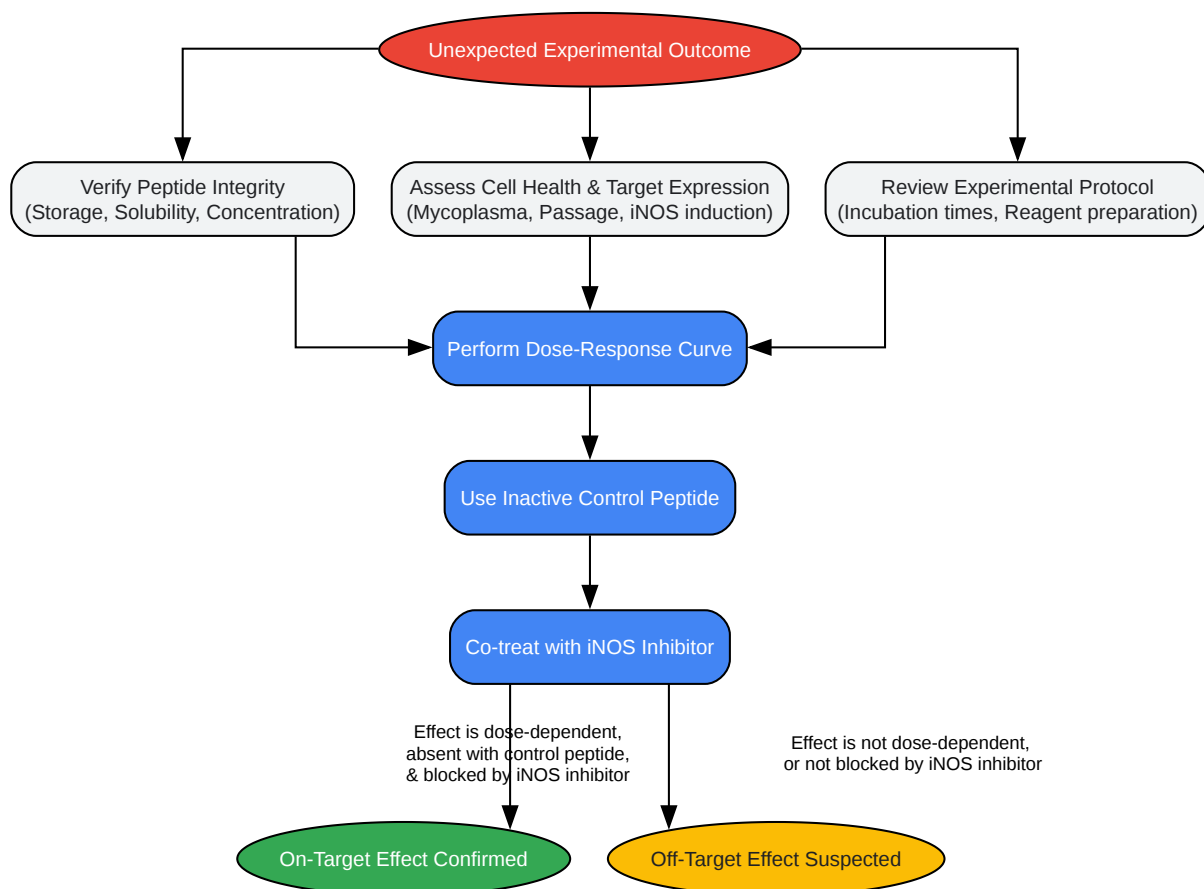 Unexpected Experimental Outcome
Verify Peptide Integrity
(Storage, Solubility, Concentration)
Assess Cell Health & Target Expression
(Mycoplasma, Passage, iNOS induction)
Review Experimental Protocol
(Incubation times, Reagent preparation)
Perform Dose-Response Curve
Use Inactive Control Peptide
Co-treat with iNOS Inhibitor
Effect is dose-dependent,
absent with control peptide,
& blocked by iNOS inhibitor
Effect is not dose-dependent,
or not blocked by iNOS inhibitor
On-Target Effect Confirmed
Off-Target Effect Suspected